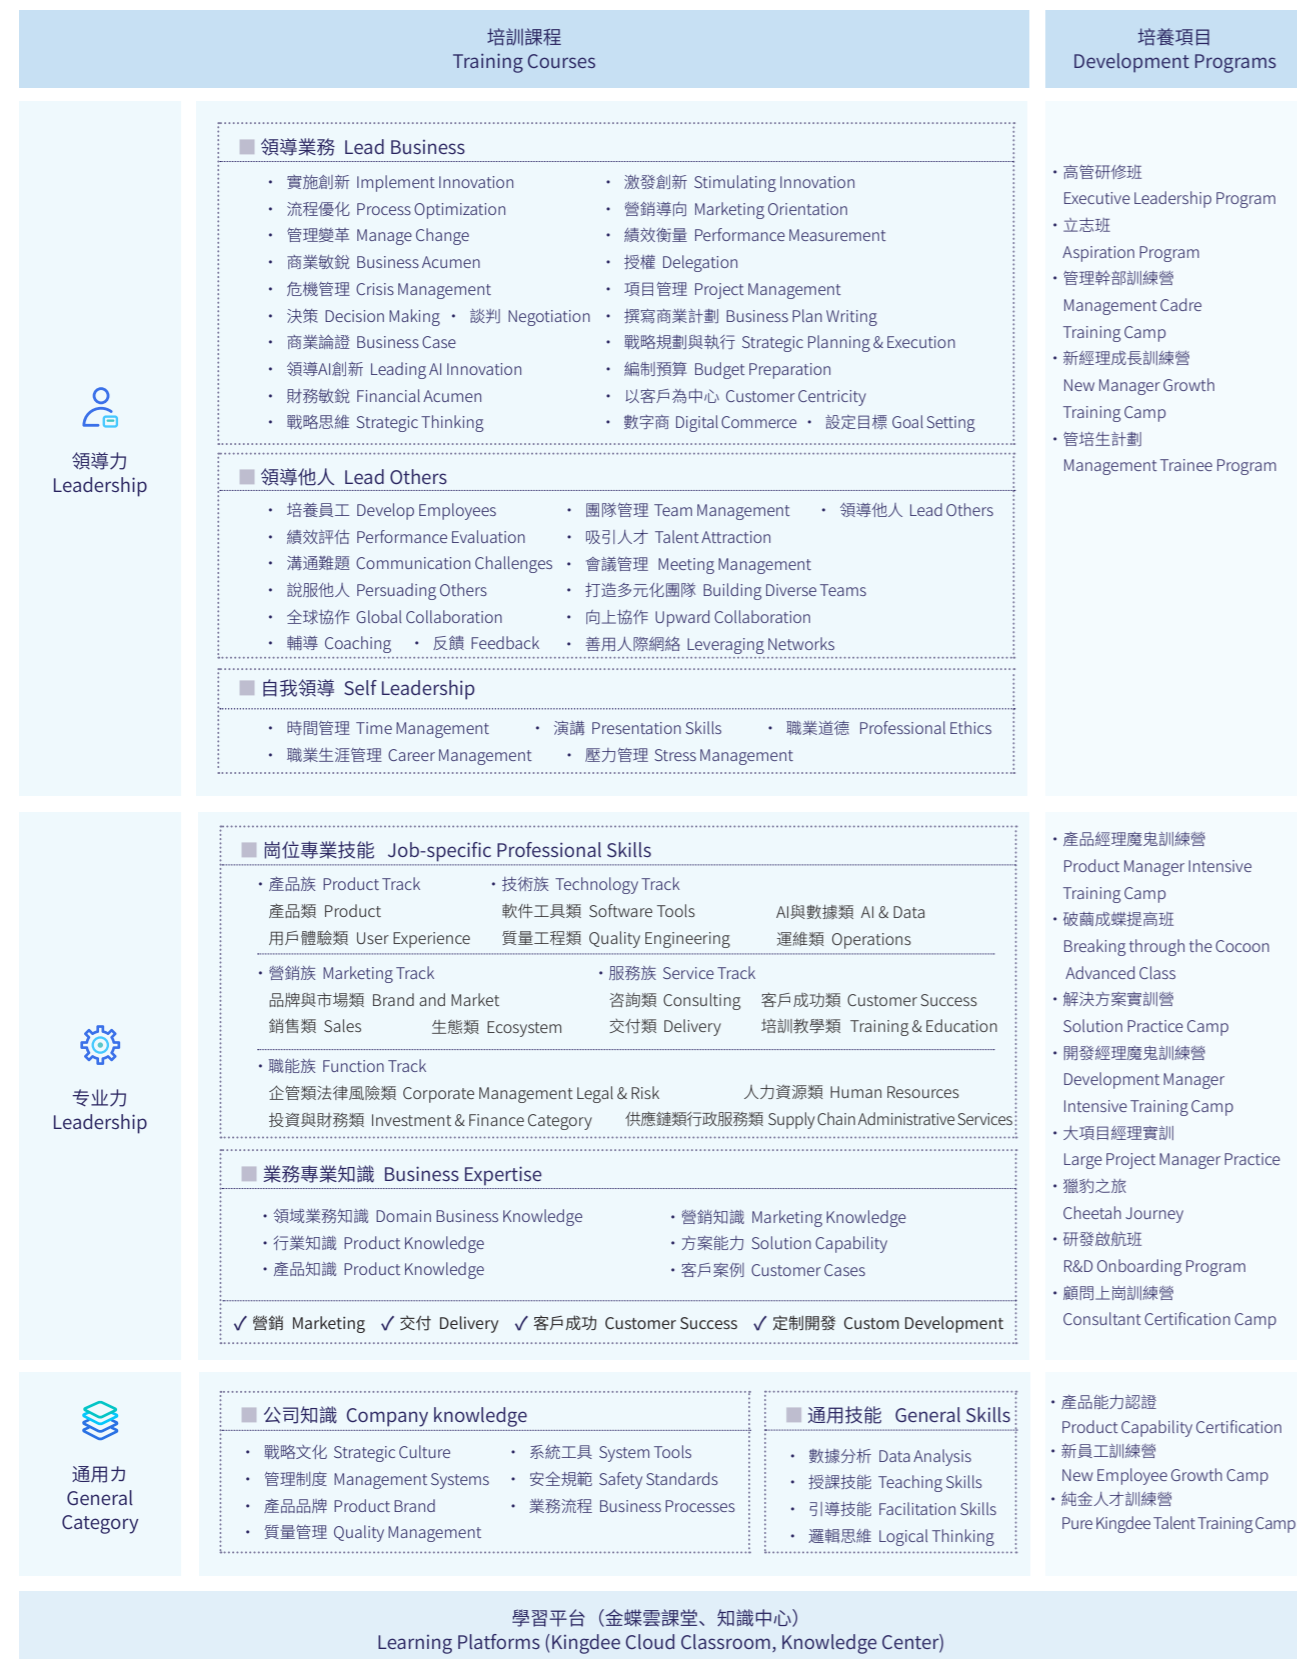 培訓課程
Training Courses
培養項目
Development Programs
領導力
Leadership
領導業務 Lead Business
・ 實施創新 Implement Innovation
・ 流程優化 Process Optimization
・ 管理變革 Manage Change
・ 商業敏銳 Business Acumen
・ 危機管理 Crisis Management
・ 決策 Decision Making ・ 談判 Negotiation
・ 商業論證 Business Case
・ 領導AI創新 Leading AI Innovation
・ 財務敏銳 Financial Acumen
・ 戰略思維 Strategic Thinking
・ 激發創新 Stimulating Innovation
・ 營銷導向 Marketing Orientation
・ 績效衡量 Performance Measurement
・ 授權 Delegation
・ 項目管理 Project Management
・ 撰寫商業計劃 Business Plan Writing
・ 戰略規劃與執行 Strategic Planning & Execution
・ 編制預算 Budget Preparation
・ 以客戶為中心 Customer Centricity
・ 數字商 Digital Commerce ・ 設定目標 Goal Setting
領導他人 Lead Others
・ 培養員工 Develop Employees
・ 績效評估 Performance Evaluation
・ 溝通難題 Communication Challenges
・ 說服他人 Persuading Others
・ 全球協作 Global Collaboration
・ 輔導 Coaching ・ 反饋 Feedback
・ 團隊管理 Team Management ・ 領導他人 Lead Others
・ 吸引人才 Talent Attraction
・ 會議管理 Meeting Management
・ 打造多元化團隊 Building Diverse Teams
・ 向上協作 Upward Collaboration
・ 善用人際網絡 Leveraging Networks
自我領導 Self Leadership
・ 時間管理 Time Management ・ 演講 Presentation Skills ・ 職業道德 Professional Ethics
・ 職業生涯管理 Career Management ・ 壓力管理 Stress Management
・高管研修班
Executive Leadership Program
・立志班
Aspiration Program
・管理幹部訓練營
Management Cadre
Training Camp
・新經理成長訓練營
New Manager Growth
Training Camp
・管培生計劃
Management Trainee Program
专业力
Leadership
崗位專業技能 Job-specific Professional Skills
・產品族 Product Track
產品類 Product
用戶體驗類 User Experience
・技術族 Technology Track
軟件工具類 Software Tools AI與數據類 AI & Data
質量工程類 Quality Engineering 運維類 Operations
・營銷族 Marketing Track
品牌與市場類 Brand and Market
銷售類 Sales 生態類 Ecosystem
・服務族 Service Track
咨詢類 Consulting 客戶成功類 Customer Success
交付類 Delivery 培訓教學類 Training & Education
・職能族 Function Track
企管類法律風險類 Corporate Management Legal & Risk 人力資源類 Human Resources
投資與財務類 Investment & Finance Category 供應鏈類行政服務類 Supply Chain Administrative Services
業務專業知識 Business Expertise
・領域業務知識 Domain Business Knowledge
・行業知識 Product Knowledge
・產品知識 Product Knowledge
・營銷知識 Marketing Knowledge
・方案能力 Solution Capability
・客戶案例 Customer Cases
✓ 營銷 Marketing ✓ 交付 Delivery ✓ 客戶成功 Customer Success ✓ 定制開發 Custom Development
・產品經理魔鬼訓練營
Product Manager Intensive
Training Camp
・破繭成蝶提高班
Breaking through the Cocoon
Advanced Class
・解決方案實訓營
Solution Practice Camp
・開發經理魔鬼訓練營
Development Manager
Intensive Training Camp
・大項目經理實訓
Large Project Manager Practice
・獵豹之旅
Cheetah Journey
・研發啟航班
R&D Onboarding Program
・顧問上崗訓練營
Consultant Certification Camp
通用力
General
Category
公司知識 Company knowledge
・ 戰略文化 Strategic Culture
・ 管理制度 Management Systems
・ 產品品牌 Product Brand
・ 質量管理 Quality Management
・ 系統工具 System Tools
・ 安全規範 Safety Standards
・ 業務流程 Business Processes
通用技能 General Skills
・ 數據分析 Data Analysis
・ 授課技能 Teaching Skills
・ 引導技能 Facilitation Skills
・ 邏輯思維 Logical Thinking
・產品能力認證
Product Capability Certification
・新員工訓練營
New Employee Growth Camp
・純金人才訓練營
Pure Kingdee Talent Training Camp
學習平台（金蝶雲課堂、知識中心）
Learning Platforms (Kingdee Cloud Classroom, Knowledge Center)